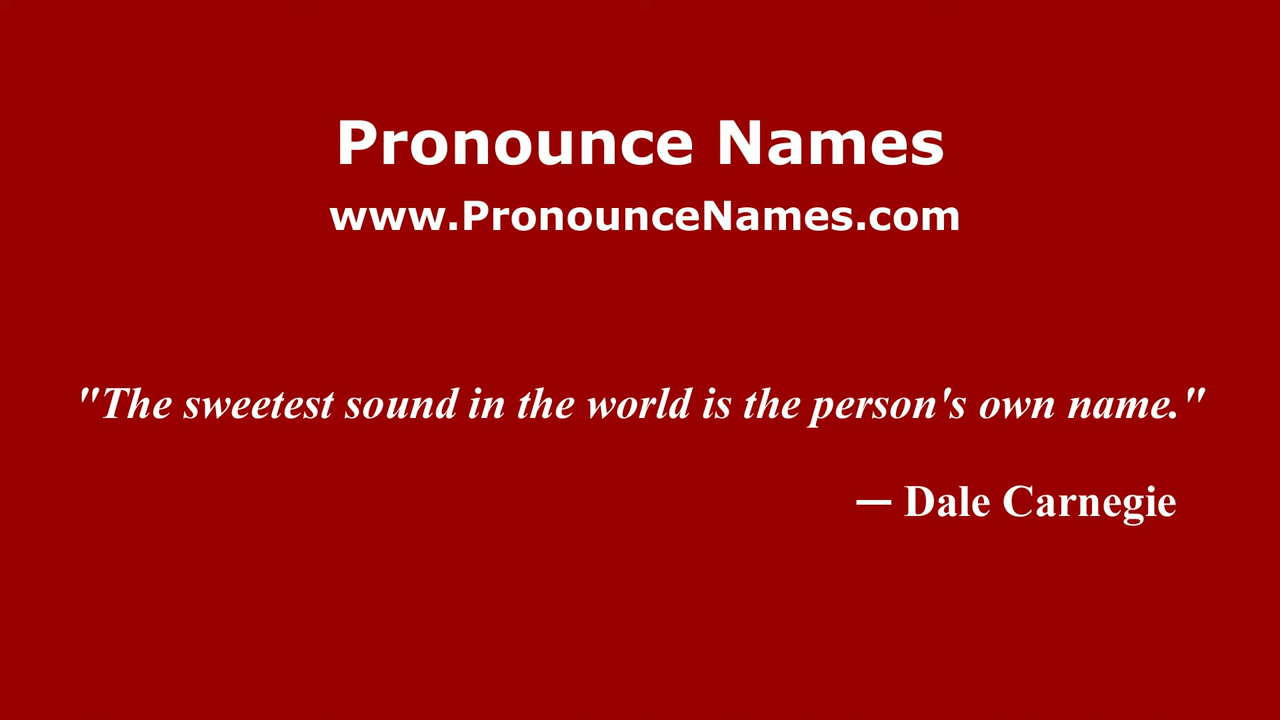 Pronounce Names
www.PronounceNames.com
"The sweetest sound in the world is the person's own name."
— Dale Carnegie